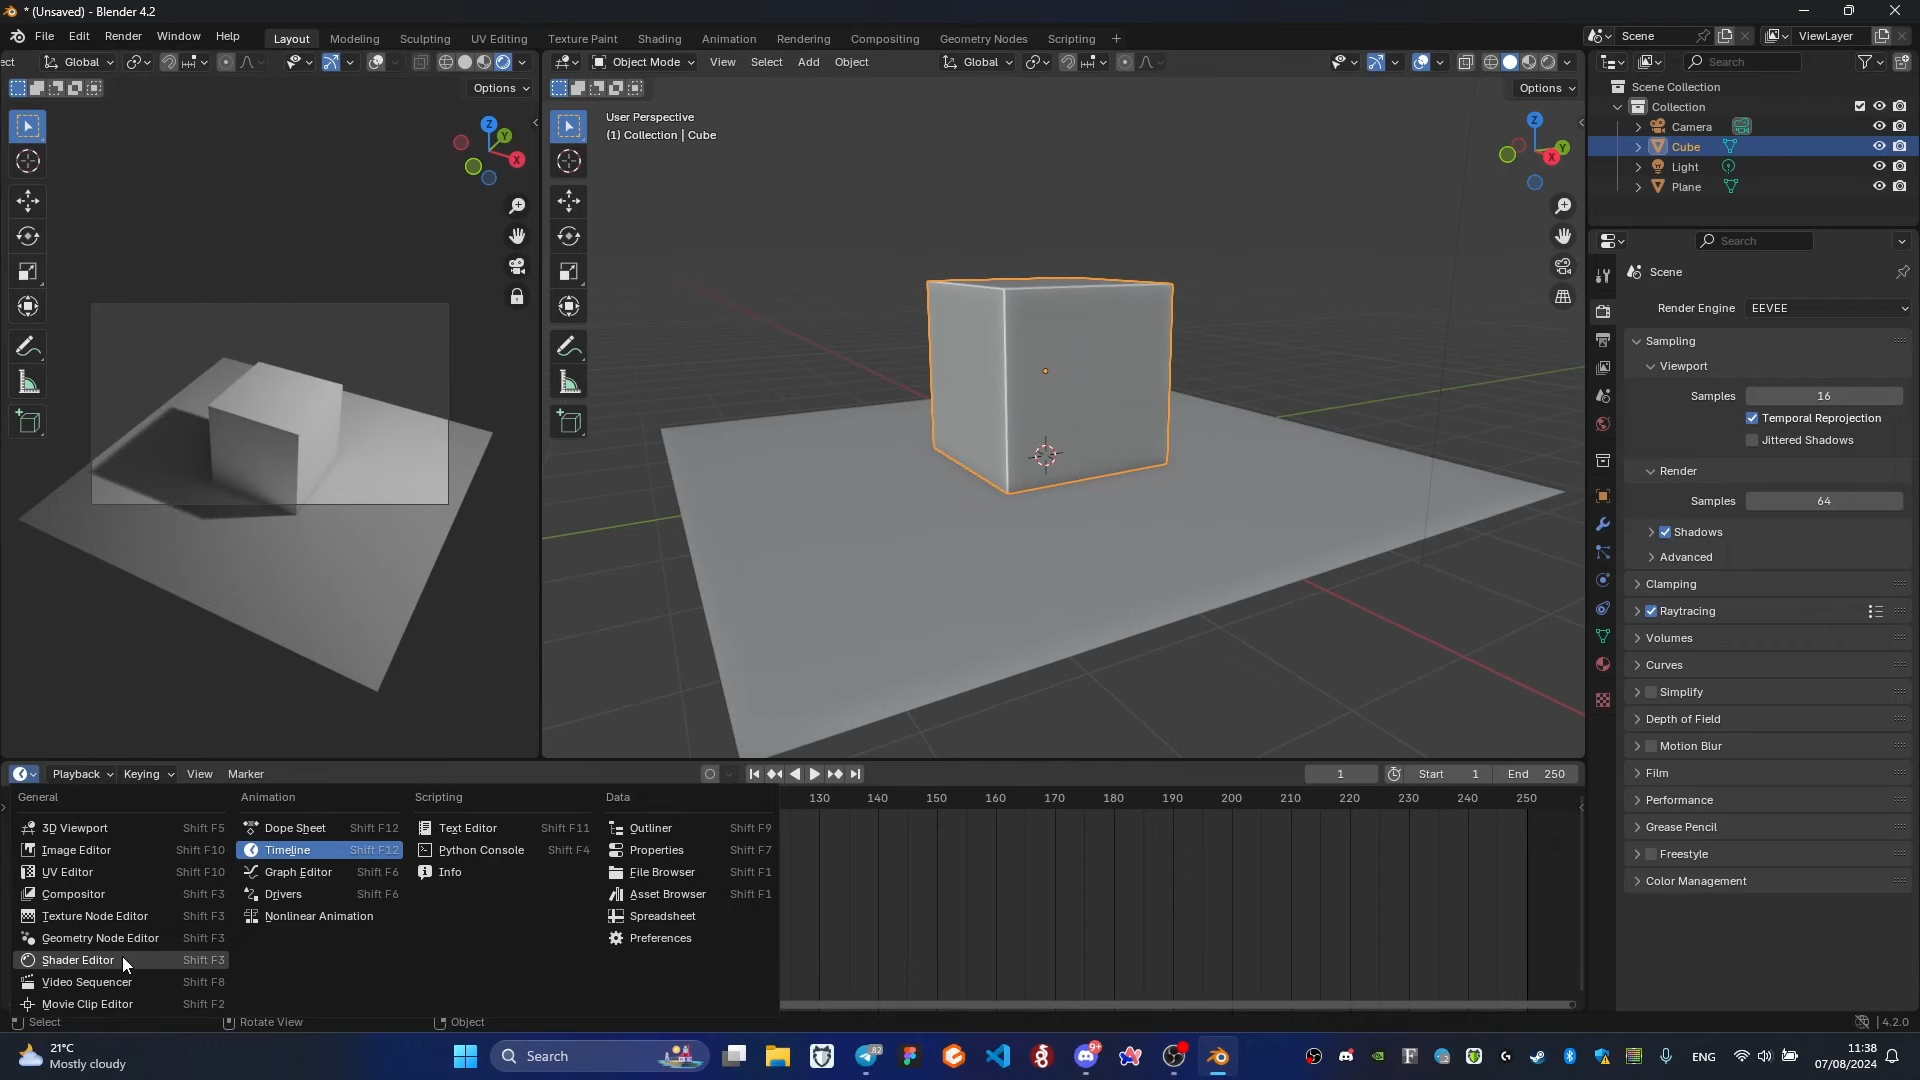 * (Unsaved) - Blender 4.2
File Edit Render Window Help
Layout Modeling Sculpting UV Editing Texture Paint Shading Animation Rendering Compositing Geometry Nodes Scripting +
Scene
ViewLayer
ect Global
Object Mode View Select Add Object Global
Search
Options
Options
User Perspective
(1) Collection | Cube
Z
Y
X
Z
Y
X
Scene Collection
Collection
Camera
Cube
Light
Plane
Search
Scene
Render Engine EEVEE
Sampling
Viewport
Samples 16
Temporal Reprojection
Jittered Shadows
Render
Samples 64
Shadows
Advanced
Clamping
Raytracing
Volumes
Curves
Simplify
Depth of Field
Motion Blur
Film
Performance
Grease Pencil
Freestyle
Color Management
Playback Keying View Marker
1 Start 1 End 250
130 140 150 160 170 180 190 200 210 220 230 240 250
General
3D Viewport Shift F5
Image Editor Shift F10
UV Editor Shift F10
Compositor Shift F3
Texture Node Editor Shift F3
Geometry Node Editor Shift F3
Shader Editor Shift F3
Video Sequencer Shift F8
Movie Clip Editor Shift F2
Animation
Dope Sheet Shift F12
Timeline Shift F12
Graph Editor Shift F6
Drivers Shift F6
Nonlinear Animation
Scripting
Text Editor Shift F11
Python Console Shift F4
Info
Data
Outliner Shift F9
Properties Shift F7
File Browser Shift F1
Asset Browser Shift F1
Spreadsheet
Preferences
Select Rotate View Object
4.2.0
21°C
Mostly cloudy
Search
82
9+
ENG
11:38
07/08/2024